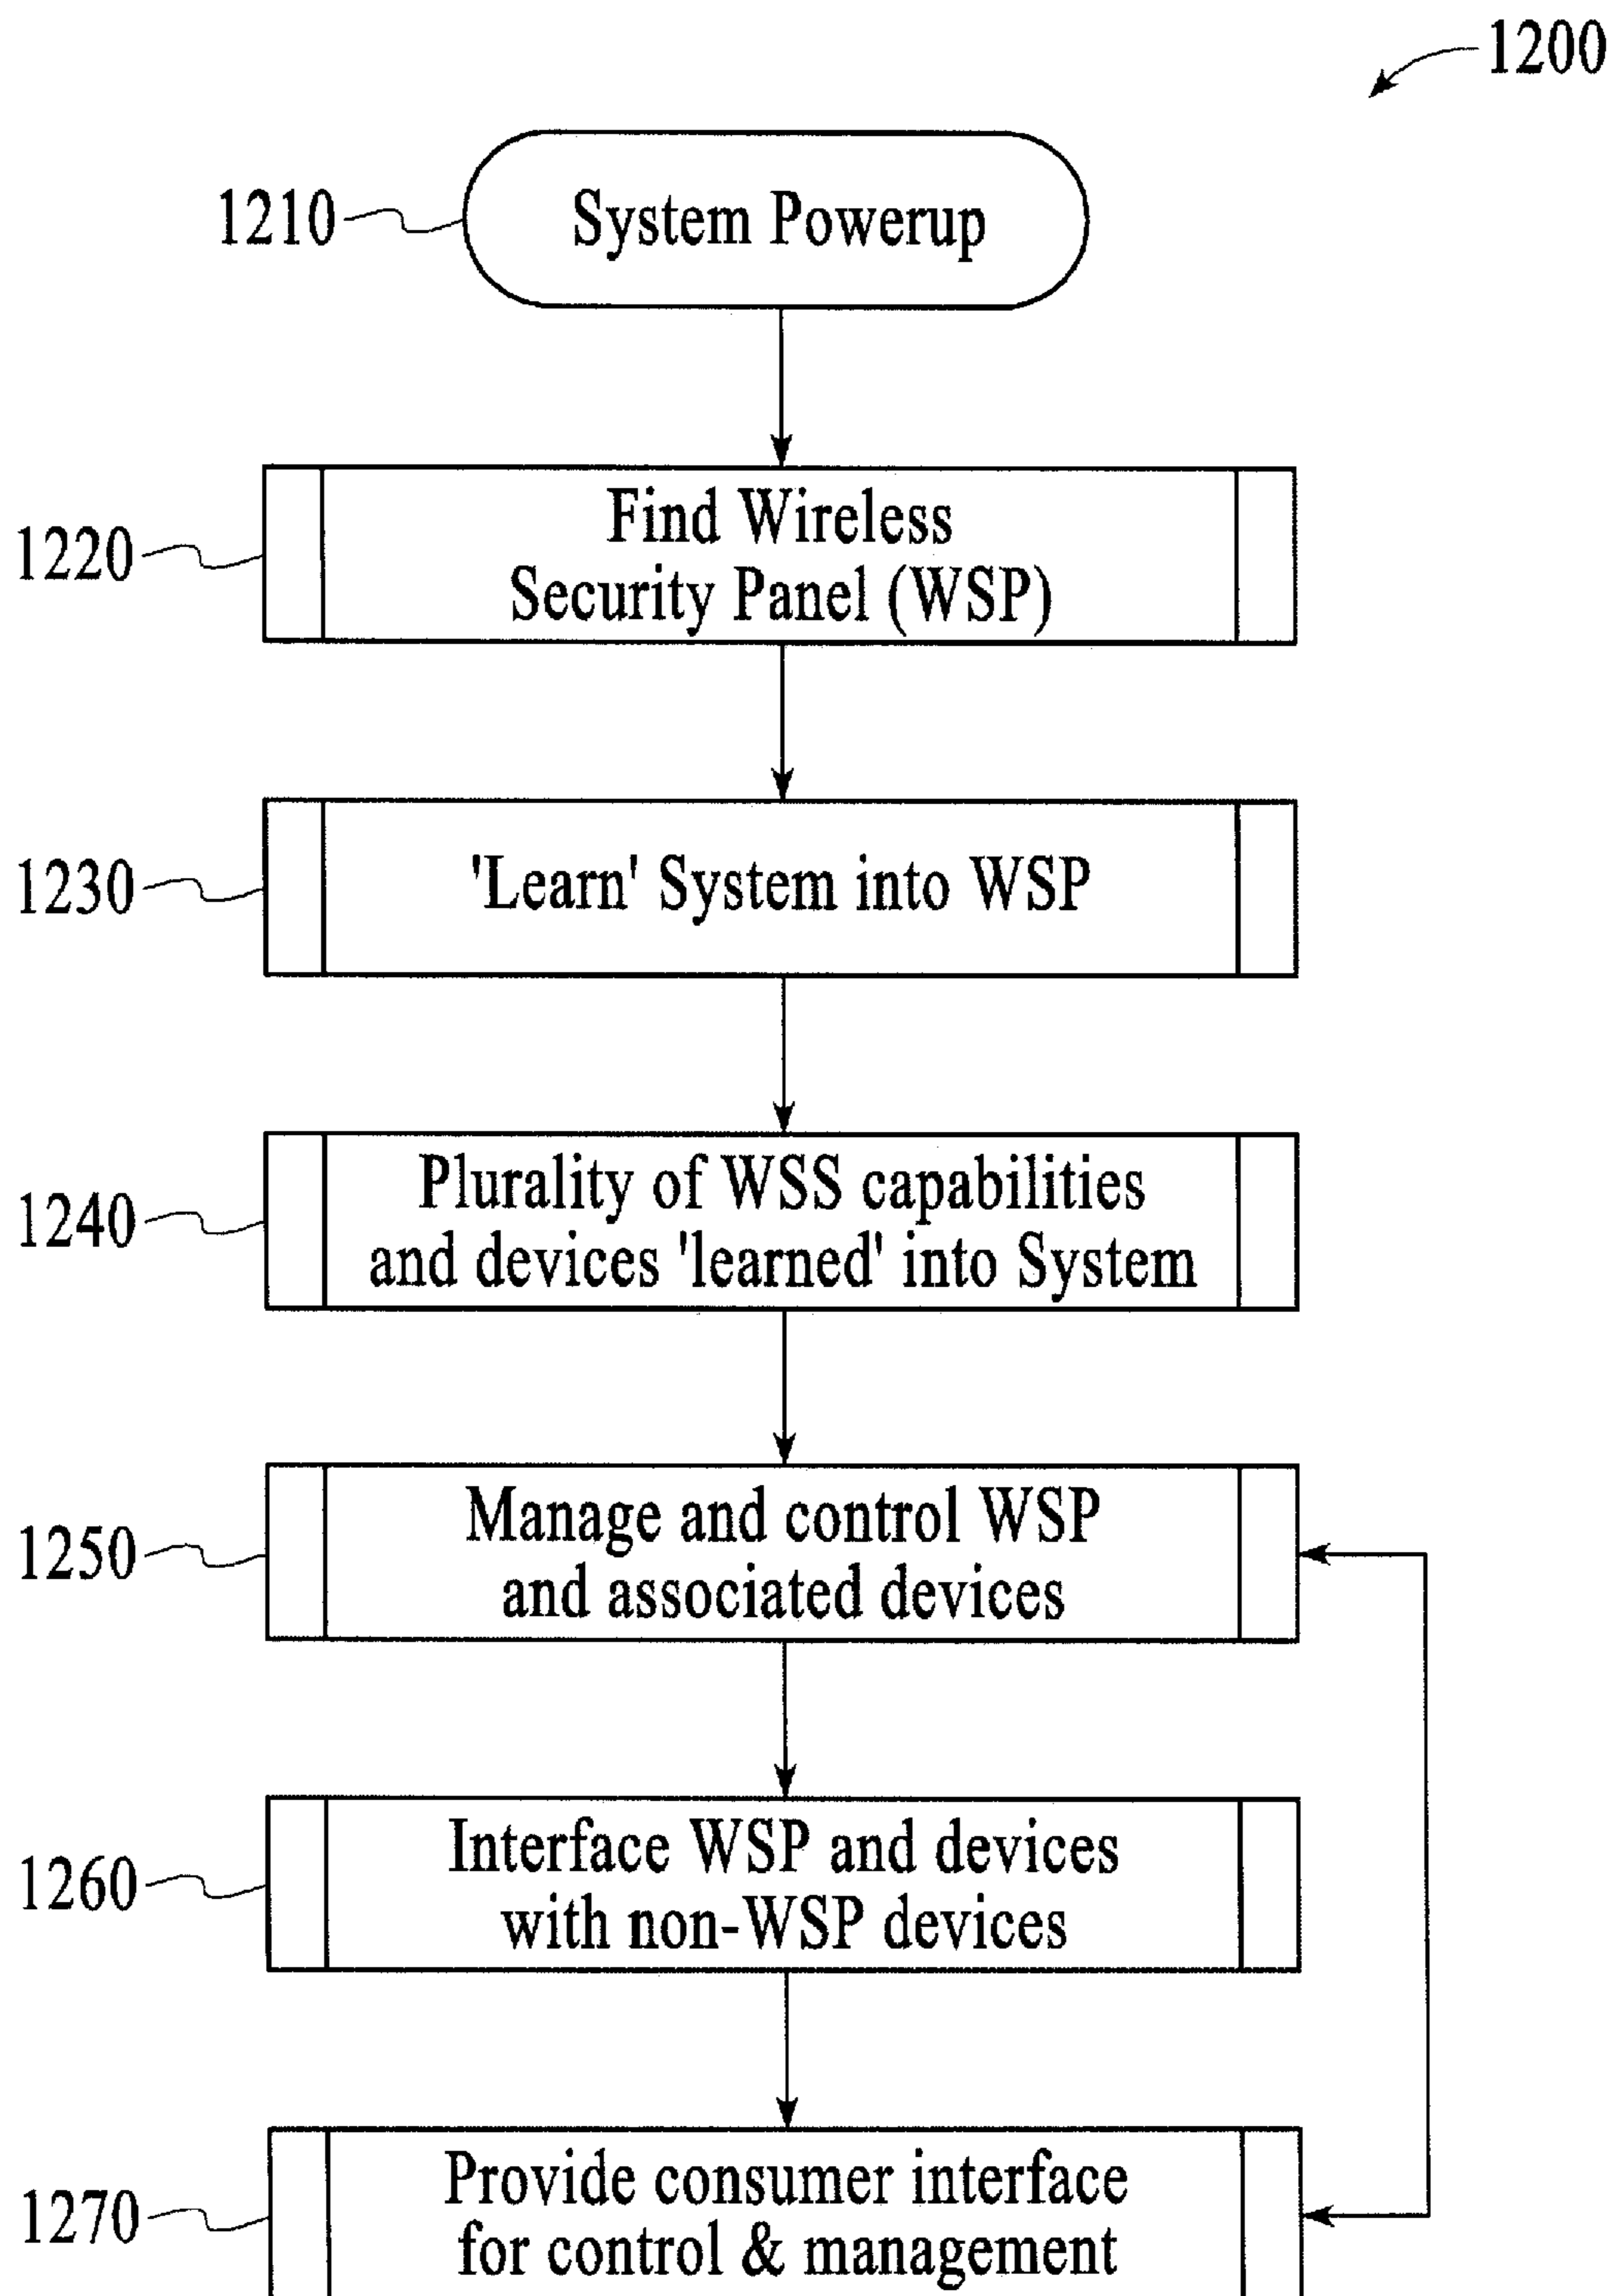 1200
1210
System Powerup
1220
Find Wireless
Security Panel (WSP)
1230
'Learn' System into WSP
1240
Plurality of WSS capabilities
and devices 'learned' into System
1250
Manage and control WSP
and associated devices
1260
Interface WSP and devices
with non-WSP devices
1270
Provide consumer interface
for control & management